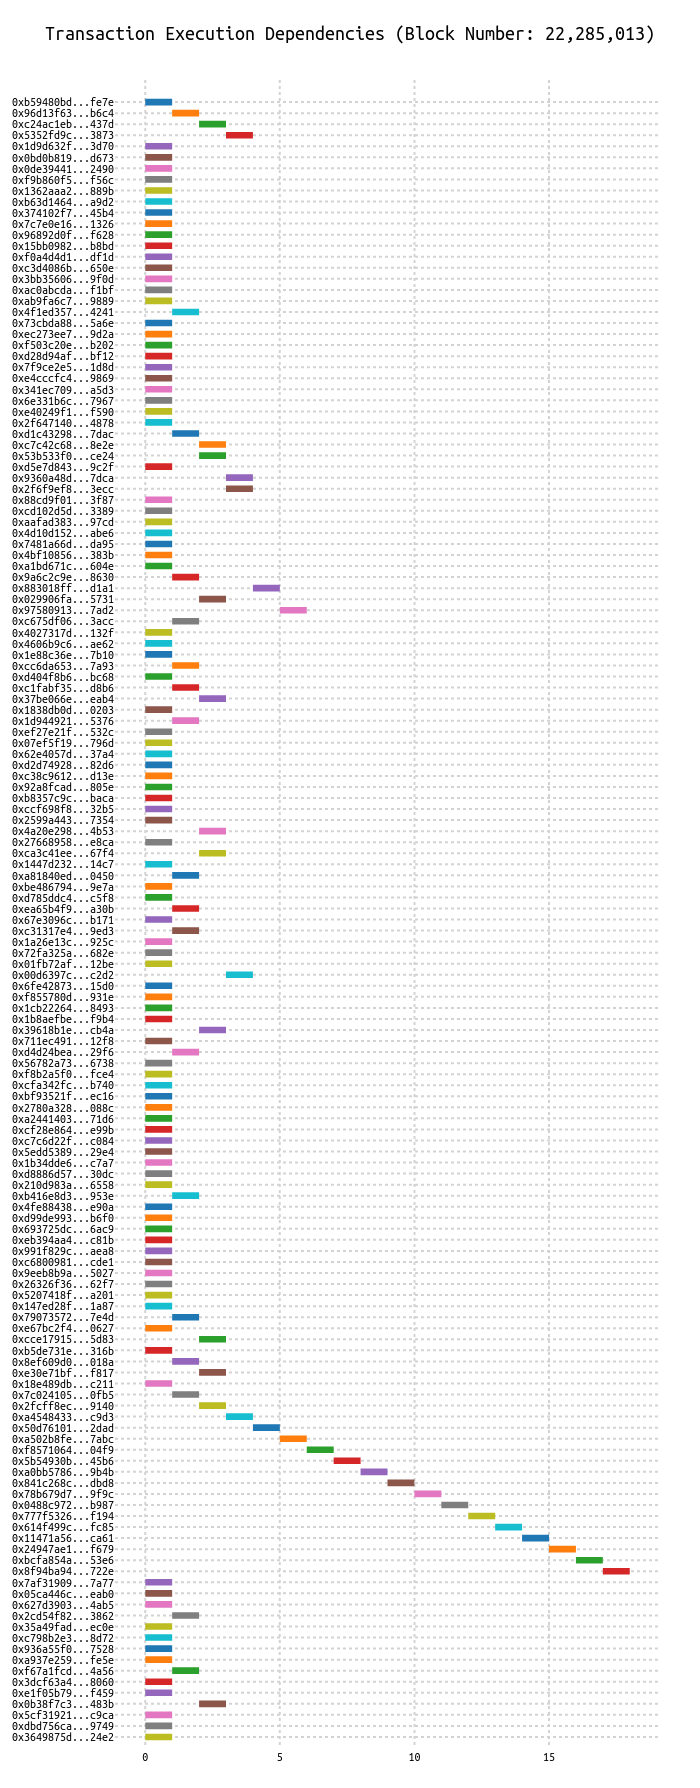 Transaction Execution Dependencies (Block Number: 22,285,013)
0xb59480bd...fe7e
0x96d13f63...b6c4
0xc24ac1eb...437d
0x5352fd9c...3873
0x1d9d632f...3d70
0x0bd0b819...d673
0x0de39441...2490
0xf9b860f5...f56c
0x1362aaa2...889b
0xb63d1464...a9d2
0x374102f7...45b4
0x7c7e0e16...1326
0x96892d0f...f628
0x15bb0982...b8bd
0xf0a4d4d1...df1d
0xc3d4086b...650e
0x3bb35606...9f0d
0xac0abcda...f1bf
0xab9fa6c7...9889
0x4f1ed357...4241
0x73cbda88...5a6e
0xec273ee7...9d2a
0xf503c20e...b202
0xd28d94af...bf12
0x7f9ce2e5...1d8d
0xe4cccfc4...9869
0x341ec709...a5d3
0x6e331b6c...7967
0xe40249f1...f590
0x2f647140...4878
0xd1c43298...7dac
0xc7c42c68...8e2e
0x53b533f0...ce24
0xd5e7d843...9c2f
0x9360a48d...7dca
0x2f6f9ef8...3ecc
0x88cd9f01...3f87
0xcd102d5d...3389
0xaafad383...97cd
0x4d10d152...abe6
0x7481a66d...da95
0x4bf10856...383b
0xa1bd671c...604e
0x9a6c2c9e...8630
0x883018ff...d1a1
0x029906fa...5731
0x97580913...7ad2
0xc675df06...3acc
0x4027317d...132f
0x4606b9c6...ae62
0x1e88c36e...7b10
0xcc6da653...7a93
0xd404f8b6...bc68
0xc1fabf35...d8b6
0x37be066e...eab4
0x1838db0d...0203
0x1d944921...5376
0xef27e21f...532c
0x07ef5f19...796d
0x62e4057d...37a4
0xd2d74928...82d6
0xc38c9612...d13e
0x92a8fcad...805e
0xb8357c9c...baca
0xccf698f8...32b5
0x2599a443...7354
0x4a20e298...4b53
0x27668958...e8ca
0xca3c41ee...67f4
0x1447d232...14c7
0xa81840ed...0450
0xbe486794...9e7a
0xd785ddc4...c5f8
0xea65b4f9...a30b
0x67e3096c...b171
0xc31317e4...9ed3
0x1a26e13c...925c
0x72fa325a...682e
0x01fb72af...12be
0x00d6397c...c2d2
0x6fe42873...15d0
0xf855780d...931e
0x1cb22264...8493
0x1b8aefbe...f9b4
0x39618b1e...cb4a
0x711ec491...12f8
0xd4d24bea...29f6
0x56782a73...6738
0xf8b2a5f0...fce4
0xcfa342fc...b740
0xbf93521f...ec16
0x2780a328...088c
0xa2441403...71d6
0xcf28e864...e99b
0xc7c6d22f...c084
0x5edd5389...29e4
0x1b34dde6...c7a7
0xd8886d57...30dc
0x210d983a...6558
0xb416e8d3...953e
0x4fe88438...e90a
0xd99de993...b6f0
0x693725dc...6ac9
0xeb394aa4...c81b
0x991f829c...aea8
0xc6800981...cde1
0x9eeb8b9a...5027
0x26326f36...62f7
0x5207418f...a201
0x147ed28f...1a87
0x79073572...7e4d
0xe67bc2f4...0627
0xcce17915...5d83
0xb5de731e...316b
0x8ef609d0...018a
0xe30e71bf...f817
0x18e489db...c211
0x7c024105...0fb5
0x2fcff8ec...9140
0xa4548433...c9d3
0x50d76101...2dad
0xa502b8fe...7abc
0xf8571064...04f9
0x5b54930b...45b6
0xa0bb5786...9b4b
0x841c268c...dbd8
0x78b679d7...9f9c
0x0488c972...b987
0x777f5326...f194
0x614f499c...fc85
0x11471a56...ca61
0x24947ae1...f679
0xbcfa854a...53e6
0x8f94ba94...722e
0x7af31909...7a77
0x05ca446c...eab0
0x627d3903...4ab5
0x2cd54f82...3862
0x35a49fad...ec0e
0xc798b2e3...8d72
0x936a55f0...7528
0xa937e259...fe5e
0xf67a1fcd...4a56
0x3dcf63a4...8060
0xe1f05b79...f459
0x0b38f7c3...483b
0x5cf31921...c9ca
0xdbd756ca...9749
0x3649875d...24e2
0 5 10 15